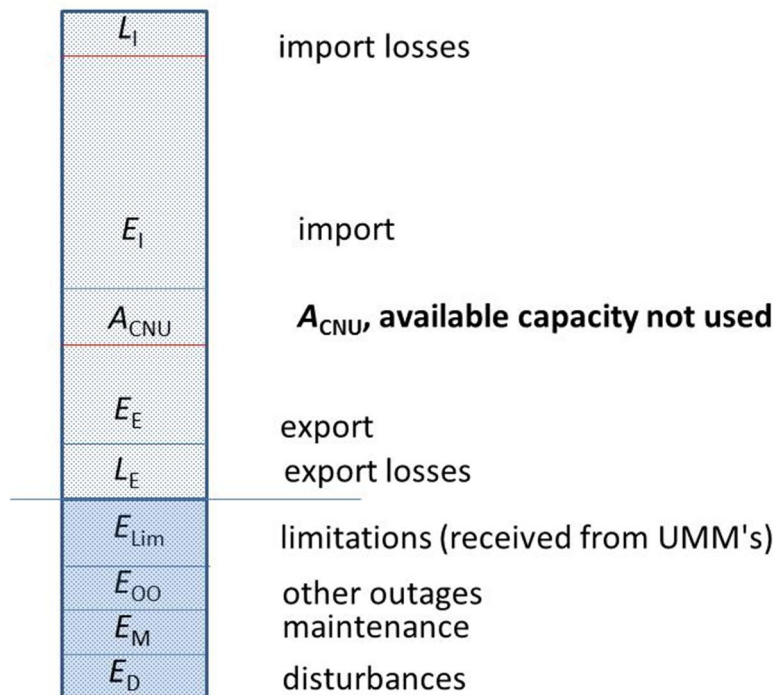 L_I import losses
E_I import
A_CNU A_CNU, available capacity not used
E_E export
L_E export losses
E_Lim limitations (received from UMM's)
E_OO other outages
E_M maintenance
E_D disturbances